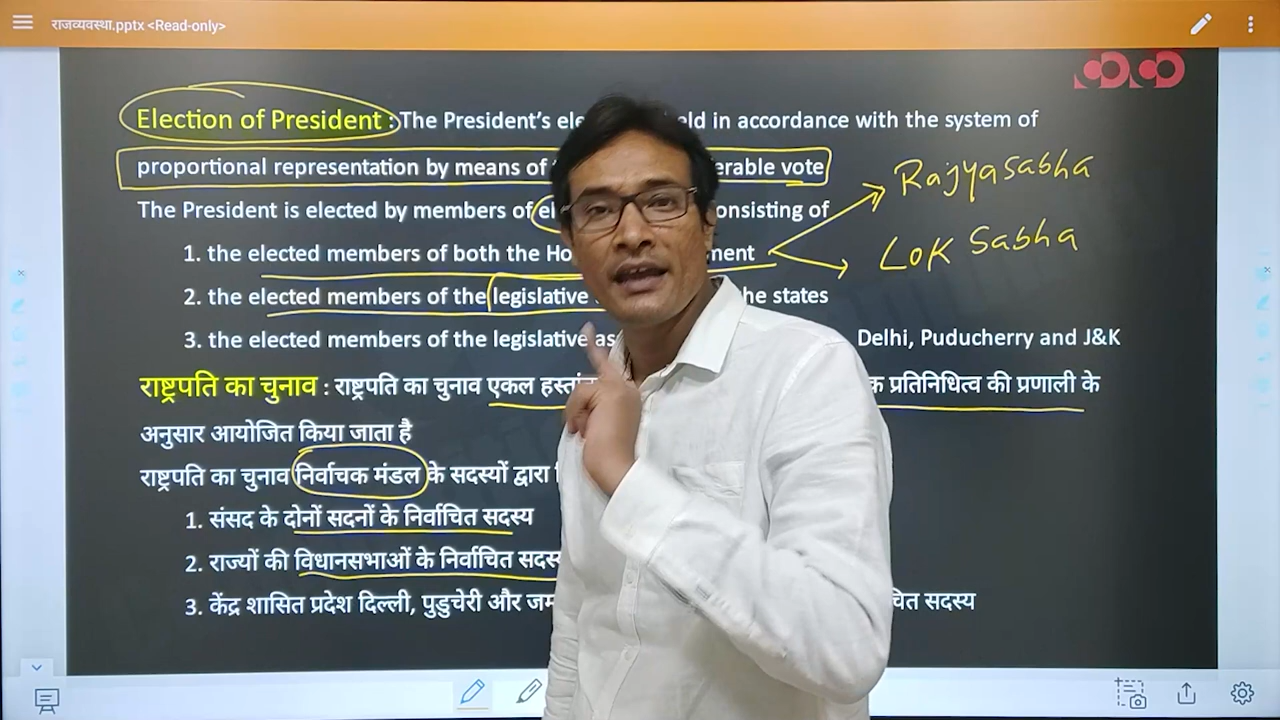 राजव्यवस्था.pptx <Read-only>
Election of President : The President's ele eld in accordance with the system of
proportional representation by means of erable vote
Rajyasabha
The President is elected by members of el onsisting of
Lok Sabha
1. the elected members of both the Ho ment
2. the elected members of the legislative he states
3. the elected members of the legislative as Delhi, Puducherry and J&K
राष्ट्रपति का चुनाव : राष्ट्रपति का चुनाव एकल हस्तां क प्रतिनिधित्व की प्रणाली के
अनुसार आयोजित किया जाता है
राष्ट्रपति का चुनाव निर्वाचक मंडल के सदस्यों द्वारा
1. संसद के दोनों सदनों के निर्वाचित सदस्य
2. राज्यों की विधानसभाओं के निर्वाचित सदस
3. केंद्र शासित प्रदेश दिल्ली, पुडुचेरी और जम चित सदस्य